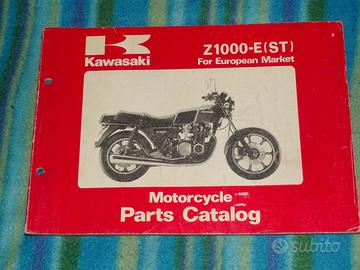 Kawasaki
Z1000-E(ST)
For European Market
Motorcycle
Parts Catalog
subito